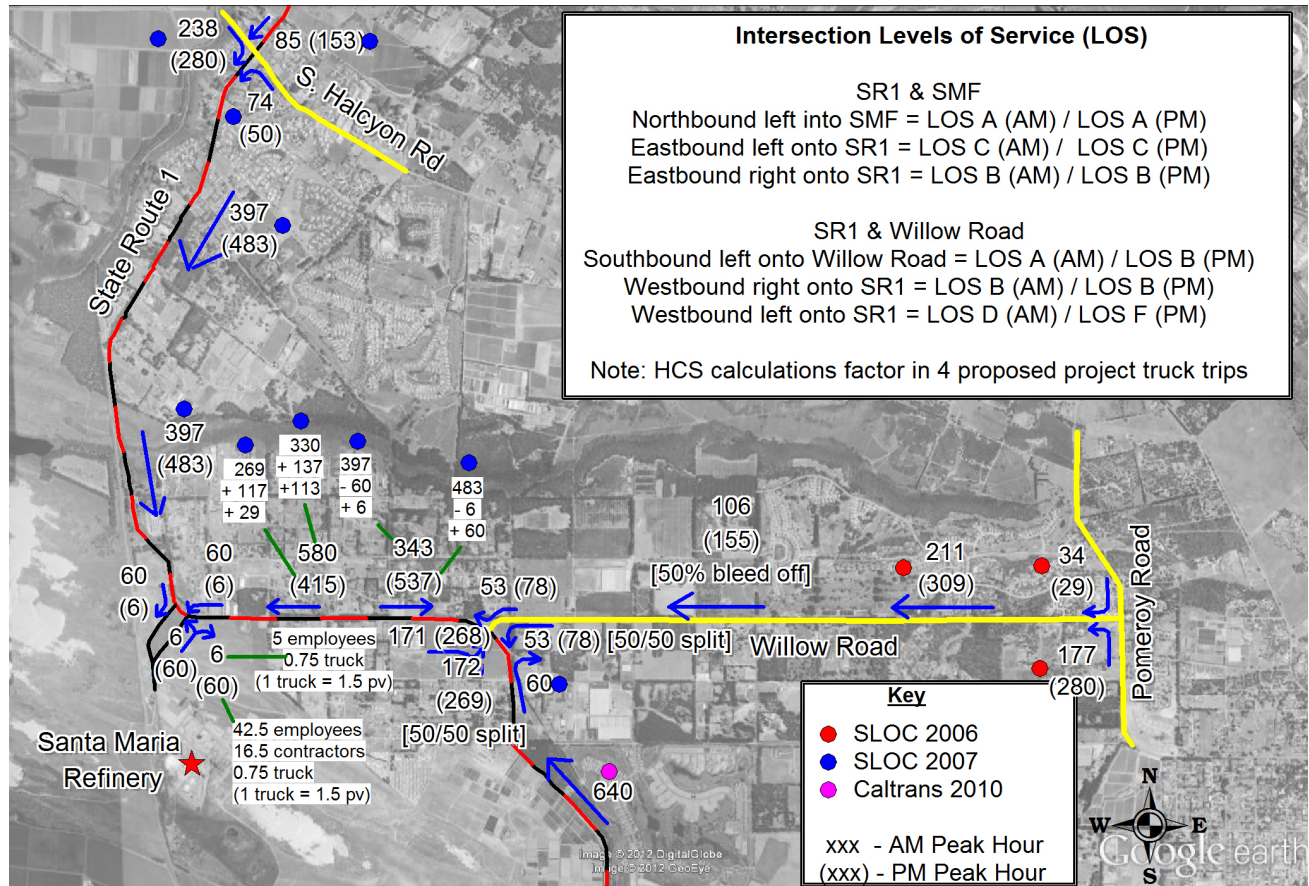 238
(280)
85 (153)
74
(50)
S. Halcyon Rd
397
(483)
State Route 1
Intersection Levels of Service (LOS)
SR1 & SMF
Northbound left into SMF = LOS A (AM) / LOS A (PM)
Eastbound left onto SR1 = LOS C (AM) / LOS C (PM)
Eastbound right onto SR1 = LOS B (AM) / LOS B (PM)
SR1 & Willow Road
Southbound left onto Willow Road = LOS A (AM) / LOS B (PM)
Westbound right onto SR1 = LOS B (AM) / LOS B (PM)
Westbound left onto SR1 = LOS D (AM) / LOS F (PM)
Note: HCS calculations factor in 4 proposed project truck trips
397
(483)
269
+ 117
+ 29
330
+ 137
+113
397
- 60
+ 6
483
- 6
+ 60
60
(6)
60
(6)
580
(415)
343
(537)
53 (78)
106
(155)
[50% bleed off]
211
(309)
34
(29)
Pomeroy Road
6
(60)
6
(60)
5 employees
0.75 truck
(1 truck = 1.5 pv)
171 (268)
172
(269)
[50/50 split]
53 (78) [50/50 split]
Willow Road
60
177
(280)
42.5 employees
16.5 contractors
0.75 truck
(1 truck = 1.5 pv)
Santa Maria
Refinery
640
Key
SLOC 2006
SLOC 2007
Caltrans 2010
xxx - AM Peak Hour
(xxx) - PM Peak Hour
N
W
E
S
Image © 2012 DigitalGlobe
Image © 2012 GeoEye
Google earth